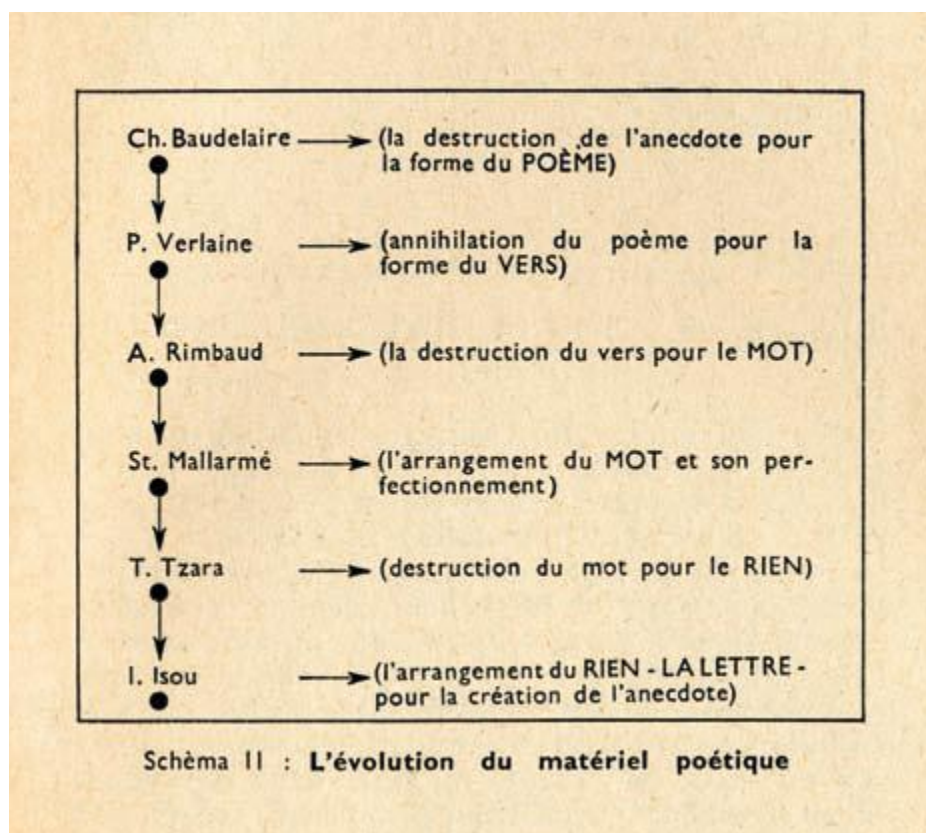 Ch. Baudelaire (la destruction de l'anecdote pour
la forme du POÈME)
P. Verlaine (annihilation du poème pour la
forme du VERS)
A. Rimbaud (la destruction du vers pour le MOT)
St. Mallarmé (l'arrangement du MOT et son per-
fectionnement)
T. Tzara (destruction du mot pour le RIEN)
I. Isou (l'arrangement du RIEN - LA LETTRE -
pour la création de l'anecdote)
Schèma II : L'évolution du matériel poétique